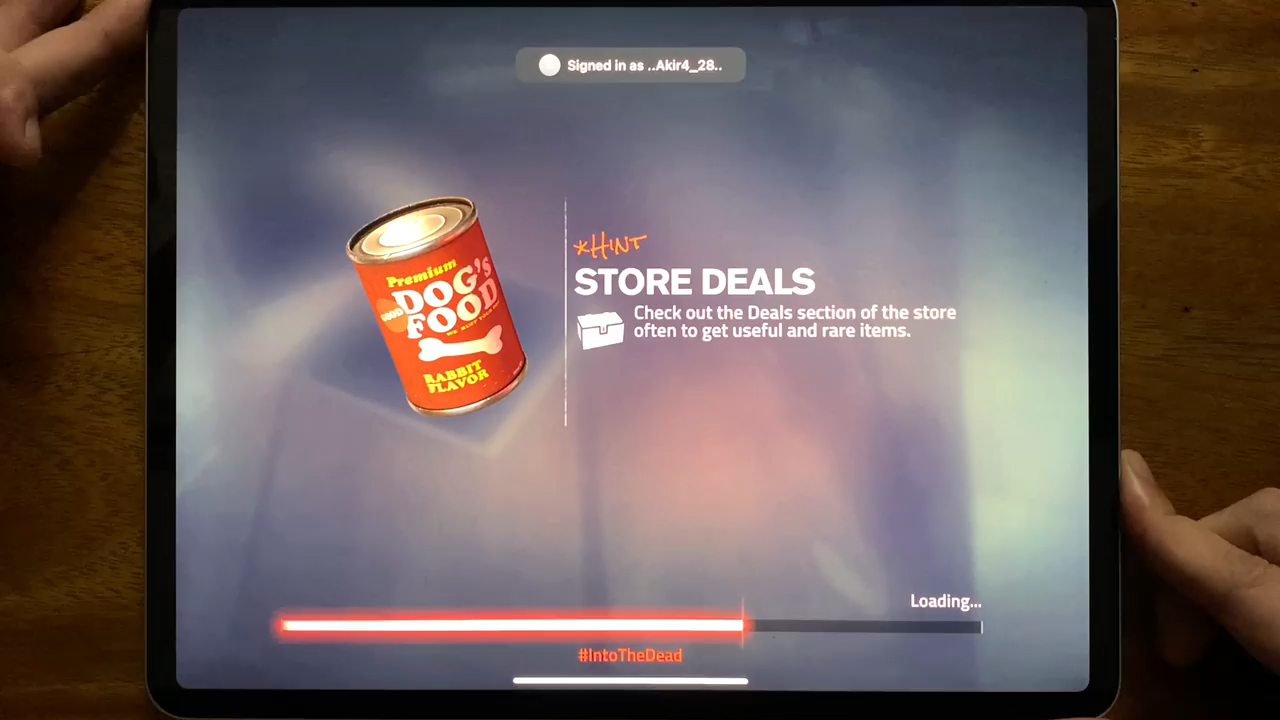 Signed in as ..Akir4_28..
*HINT
STORE DEALS
Check out the Deals section of the store
often to get useful and rare items.
Premium
GOOD
DOG'S
FOOD
RABBIT
FLAVOR
Loading...
#IntoTheDead